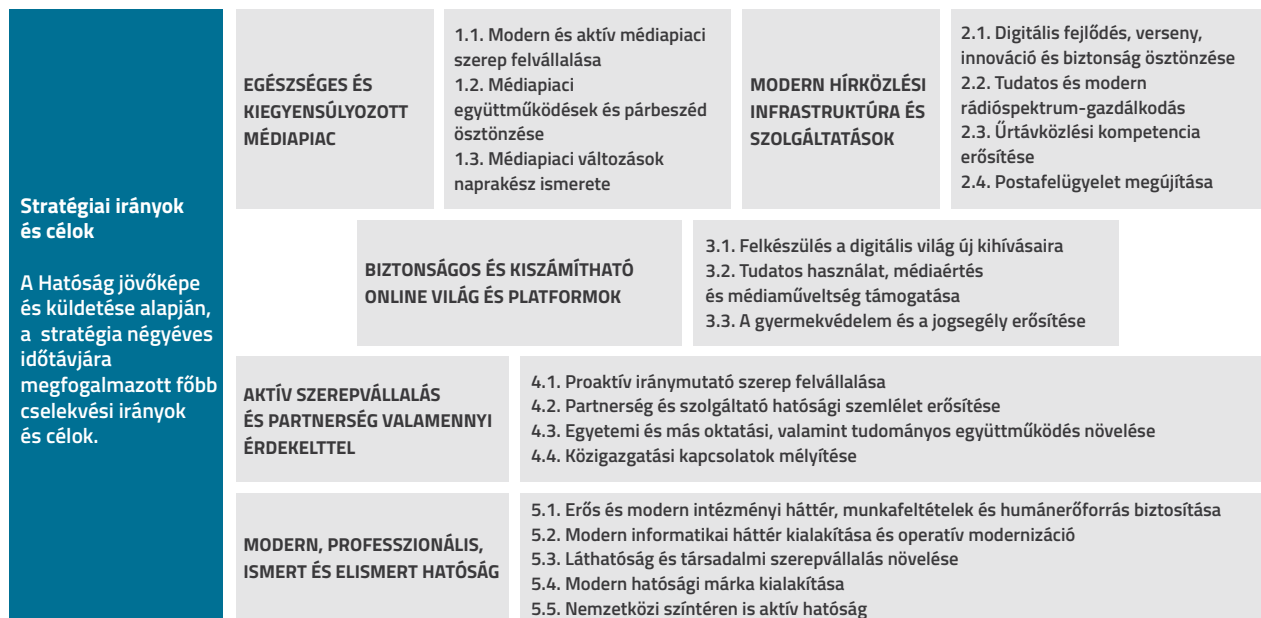 Stratégiai irányok
és célok
A Hatóság jövőképe
és küldetése alapján,
a stratégia négyéves
időtávjára
megfogalmazott főbb
cselekvési irányok
és célok.
EGÉSZSÉGES ÉS
KIEGYENSÚLYOZOTT
MÉDIAPIAC
1.1. Modern és aktív médiapiaci
szerep felvállalása
1.2. Médiapiaci
együttműködések és párbeszéd
ösztönzése
1.3. Médiapiaci változások
naprakész ismerete
MODERN HÍRKÖZLÉSI
INFRASTRUKTÚRA ÉS
SZOLGÁLTATÁSOK
2.1. Digitális fejlődés, verseny,
innováció és biztonság ösztönzése
2.2. Tudatos és modern
rádióspektrum-gazdálkodás
2.3. Űrtávközlési kompetencia
erősítése
2.4. Postafelügyelet megújítása
BIZTONSÁGOS ÉS KISZÁMÍTHATÓ
ONLINE VILÁG ÉS PLATFORMOK
3.1. Felkészülés a digitális világ új kihívásaira
3.2. Tudatos használat, médiaértés
és médiaműveltség támogatása
3.3. A gyermekvédelem és a jogsegély erősítése
AKTÍV SZEREPVÁLLALÁS
ÉS PARTNERSÉG VALAMENNYI
ÉRDEKELTTEL
4.1. Proaktív iránymutató szerep felvállalása
4.2. Partnerség és szolgáltató hatósági szemlélet erősítése
4.3. Egyetemi és más oktatási, valamint tudományos együttműködés növelése
4.4. Közigazgatási kapcsolatok mélyítése
MODERN, PROFESSZIONÁLIS,
ISMERT ÉS ELISMERT HATÓSÁG
5.1. Erős és modern intézményi háttér, munkafeltételek és humánerőforrás biztosítása
5.2. Modern informatikai háttér kialakítása és operatív modernizáció
5.3. Láthatóság és társadalmi szerepvállalás növelése
5.4. Modern hatósági márka kialakítása
5.5. Nemzetközi színtéren is aktív hatóság